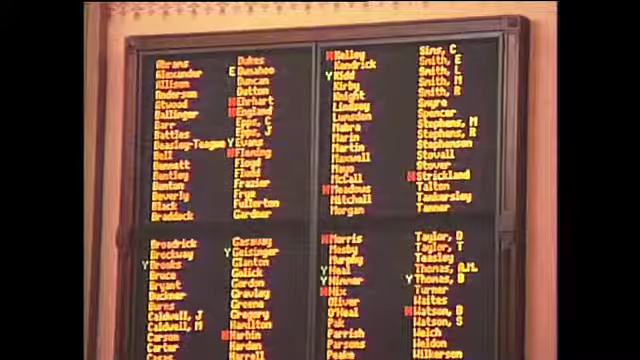 Abrams
Alexander
Allison
Anderson
Atwood
Ballinger
Barr
Battles
Beasley-Teague
Bell
Bennett
Bentley
Benton
Beverly
Black
Braddock
Dukes
E Dunahoo
Duncan
Dutton
N Ehrhart
N England
Epps, C
Epps, J
Y Evans
N Fleming
Floyd
Fludd
Frazier
Frye
Fullerton
Gardner
N Kelley
Kendrick
Y Kidd
Kirby
Knight
Lindsey
Lunsden
Mabra
Marin
Martin
Maxwell
Mayo
McCall
N Meadows
Mitchell
Morgan
Sims, C
Smith, E
Smith, L
Smith, M
Smith, R
Smyre
Spencer
Stephens, M
Stephens, R
Stephenson
Stovall
Stover
N Strickland
Talton
Tankersley
Tanner
Broadrick
Brockway
Y Brooks
Bruce
Bryant
Buckner
Burns
Caldwell, J
Caldwell, M
Carson
Carter
Casas
Gasaway
Y Geisinger
Glanton
Golick
Gordon
Gravley
Greene
Gregory
Hamilton
N Harbin
Harrell
N Morris
Mosby
Murphy
Y Neal
Y Nimmer
N Nix
Oliver
O'Neal
Pak
Parrish
Parsons
Peake
Taylor, D
Taylor, T
Teasley
Thomas, A.M.
Y Thomas, B
Turner
Waites
N Watson, B
Watson, S
Welch
Weldon
Wilkerson